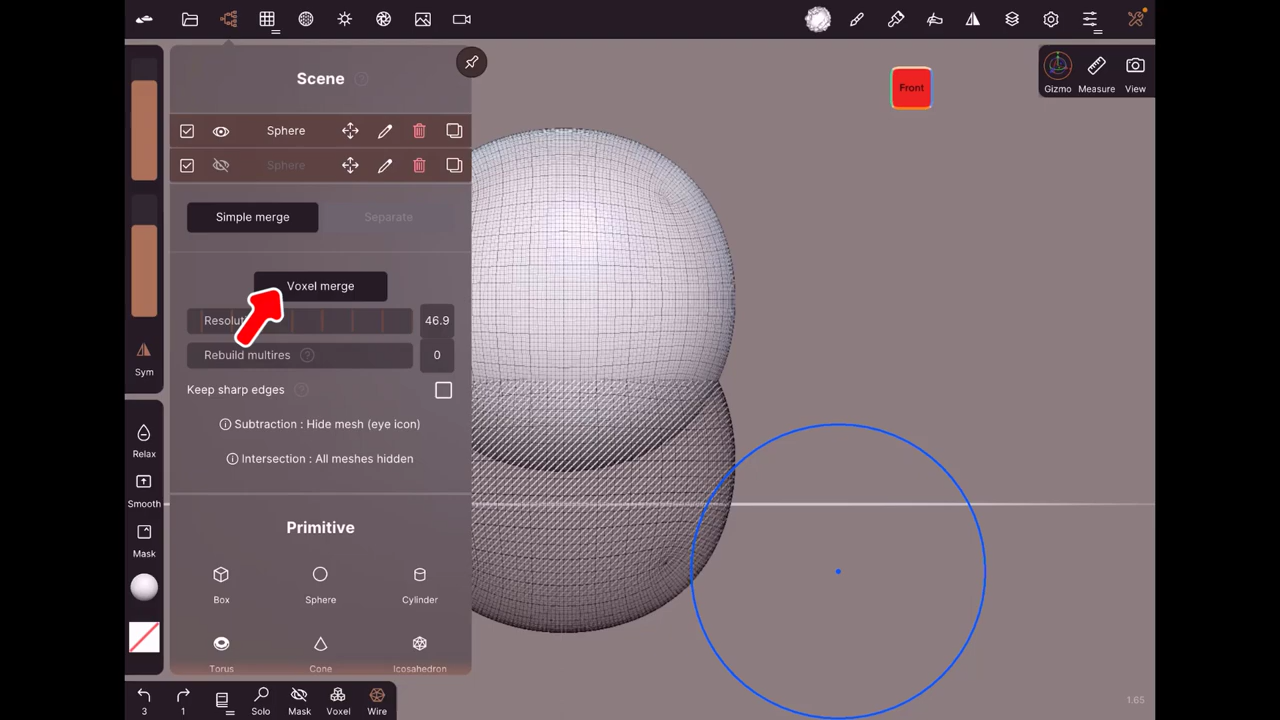 Scene
Front
Gizmo
Measure
View
Sphere
Sphere
Simple merge
Separate
Voxel merge
46.9
Rebuild multires
0
Keep sharp edges
Subtraction : Hide mesh (eye icon)
Intersection : All meshes hidden
Primitive
Box
Sphere
Cylinder
Torus
Cone
Icosahedron
Sym
Relax
Smooth
Mask
3
1
Solo
Mask
Voxel
Wire
1.65